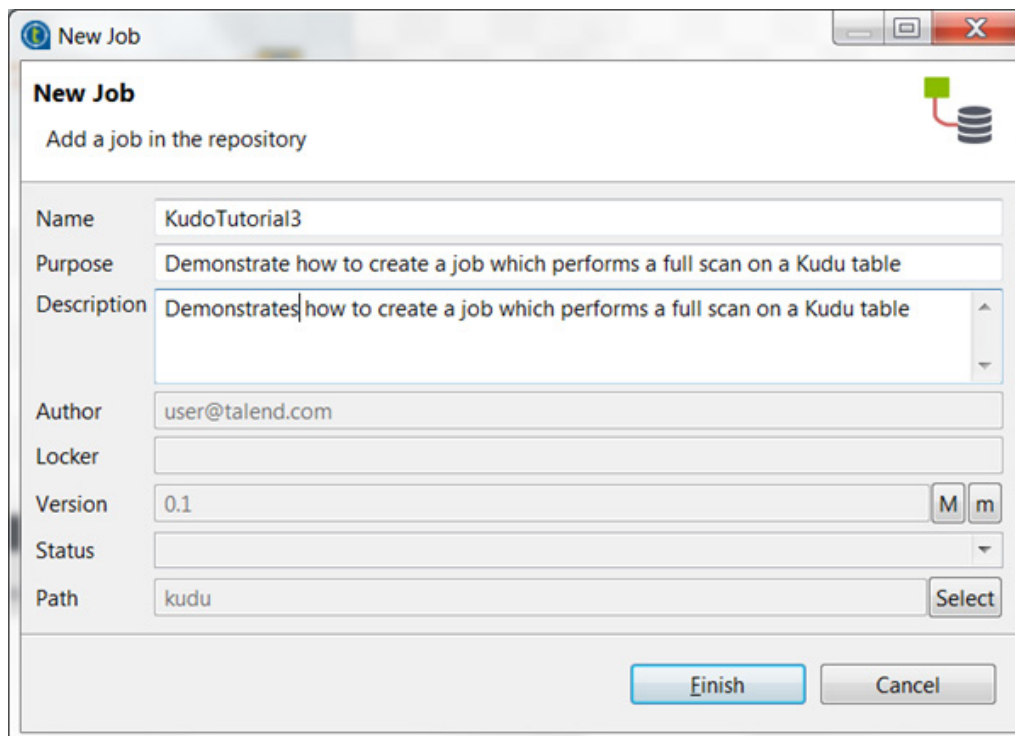 New Job
New Job
Add a job in the repository
Name KudoTutorial3
Purpose Demonstrate how to create a job which performs a full scan on a Kudu table
Description Demonstrates how to create a job which performs a full scan on a Kudu table
Author user@talend.com
Locker
Version 0.1 M m
Status
Path kudu Select
Finish Cancel